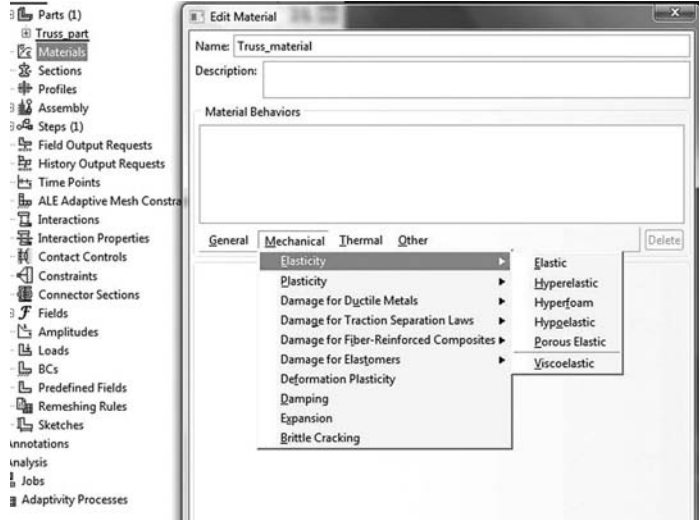 Parts (1)
Truss_part
Materials
Sections
Profiles
Assembly
Steps (1)
Field Output Requests
History Output Requests
Time Points
ALE Adaptive Mesh Constra
Interactions
Interaction Properties
Contact Controls
Constraints
Connector Sections
Fields
Amplitudes
Loads
BCs
Predefined Fields
Remeshing Rules
Sketches
Annotations
Analysis
Jobs
Adaptivity Processes
Edit Material
Name: Truss_material
Description:
Material Behaviors
General Mechanical Thermal Other Delete
Elasticity
Plasticity
Damage for Ductile Metals
Damage for Traction Separation Laws
Damage for Fiber-Reinforced Composites
Damage for Elastomers
Deformation Plasticity
Damping
Expansion
Brittle Cracking
Elastic
Hyperelastic
Hyperfoam
Hypoelastic
Porous Elastic
Viscoelastic